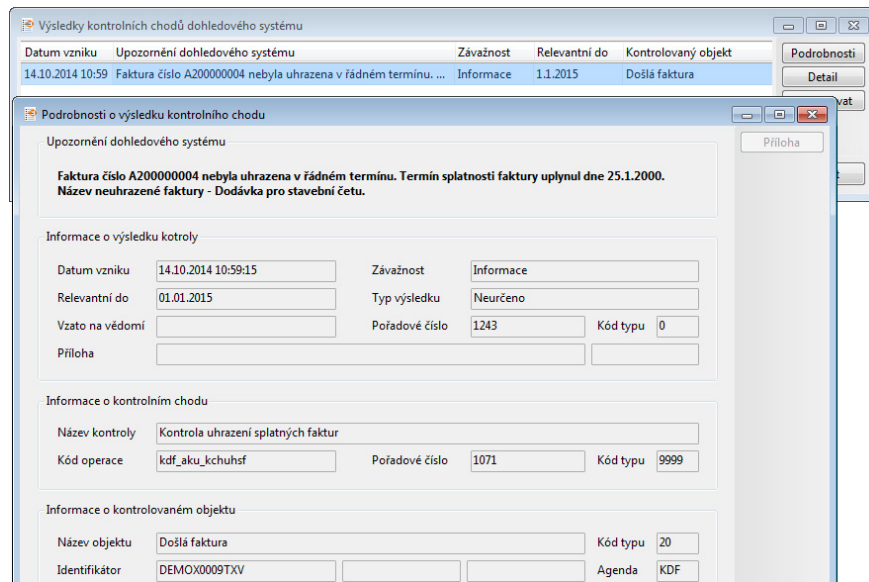 Výsledky kontrolních chodů dohledového systému
Datum vzniku Upozornění dohledového systému Závažnost Relevantní do Kontrolovaný objekt
14.10.2014 10:59 Faktura číslo A200000004 nebyla uhrazena v řádném termínu. ... Informace 1.1.2015 Došlá faktura
Podrobnosti
Detail
Podrobnosti o výsledku kontrolního chodu
Příloha
Upozornění dohledového systému
Faktura číslo A200000004 nebyla uhrazena v řádném termínu. Termín splatnosti faktury uplynul dne 25.1.2000.
Název neuhrazené faktury - Dodávka pro stavební četu.
Informace o výsledku kotroly
Datum vzniku 14.10.2014 10:59:15 Závažnost Informace
Relevantní do 01.01.2015 Typ výsledku Neurčeno
Vzato na vědomí Pořadové číslo 1243 Kód typu 0
Příloha
Informace o kontrolním chodu
Název kontroly Kontrola uhrazení splatných faktur
Kód operace kdf_aku_kchuhsf Pořadové číslo 1071 Kód typu 9999
Informace o kontrolovaném objektu
Název objektu Došlá faktura Kód typu 20
Identifikátor DEMOX0009TXV Agenda KDF